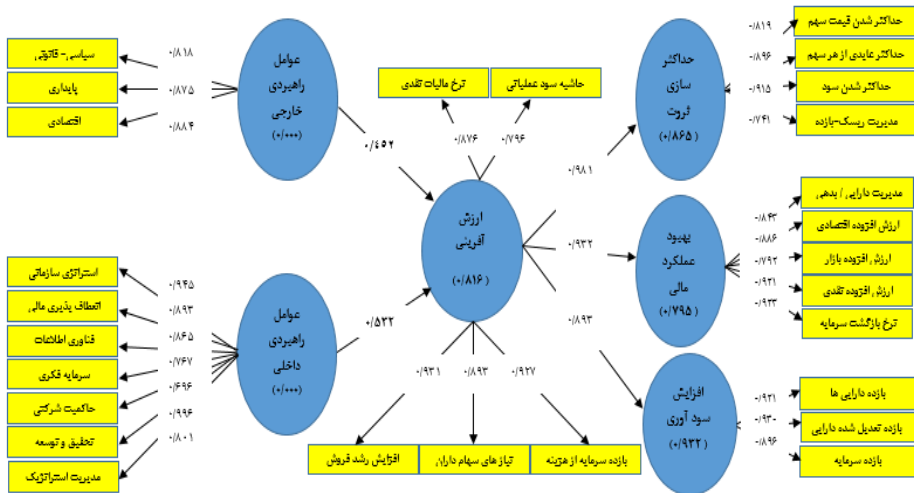 عوامل
راهبردی
خارجی
(۰/۰۰۰)
سیاسی- قانونی
پایداری
اقتصادی
۰/۸۱۸
۰/۸۷۵
۰/۸۸۴
۰/۴۵۲
عوامل
راهبردی
داخلی
(۰/۰۰۰)
استراتژی سازمانی
انعطاف پذیری مالی
فناوری اطلاعات
سرمایه فکری
حاکمیت شرکتی
تحقیق و توسعه
مدیریت استراتژیک
۰/۹۴۵
۰/۸۹۳
۰/۸۶۵
۰/۷۶۷
۰/۶۹۶
۰/۹۹۶
۰/۸۰۱
۰/۵۳۲
ارزش
آفرینی
(۰/۸۱۶)
حاشیه سود عملیاتی
نرخ مالیات نقدی
۰/۷۹۶
۰/۸۷۶
۰/۹۳۱
۰/۸۹۳
۰/۹۲۷
افزایش رشد فروش
نیاز های سهام داران
بازده سرمایه از هزینه
۰/۹۸۱
۰/۹۳۲
۰/۸۹۳
حداکثر
سازی
ثروت
(۰/۸۶۵)
۰/۸۱۹
۰/۸۹۶
۰/۹۱۵
۰/۷۴۱
حداکثر شدن قیمت سهم
حداکثر عایدی از هر سهم
حداکثر شدن سود
مدیریت ریسک-بازده
بهبود
عملکرد
مالی
(۰/۷۹۵)
۰/۸۴۳
۰/۸۸۶
۰/۷۹۲
۰/۹۲۱
۰/۹۲۳
مدیریت دارایی / بدهی
ارزش افزوده اقتصادی
ارزش افزوده بازار
ارزش افزوده نقدی
نرخ بازگشت سرمایه
افزایش
سود آوری
(۰/۹۳۲)
۰/۹۲۱
۰/۹۳۰
۰/۸۹۶
بازده دارایی ها
بازده تعدیل شده دارایی
بازده سرمایه